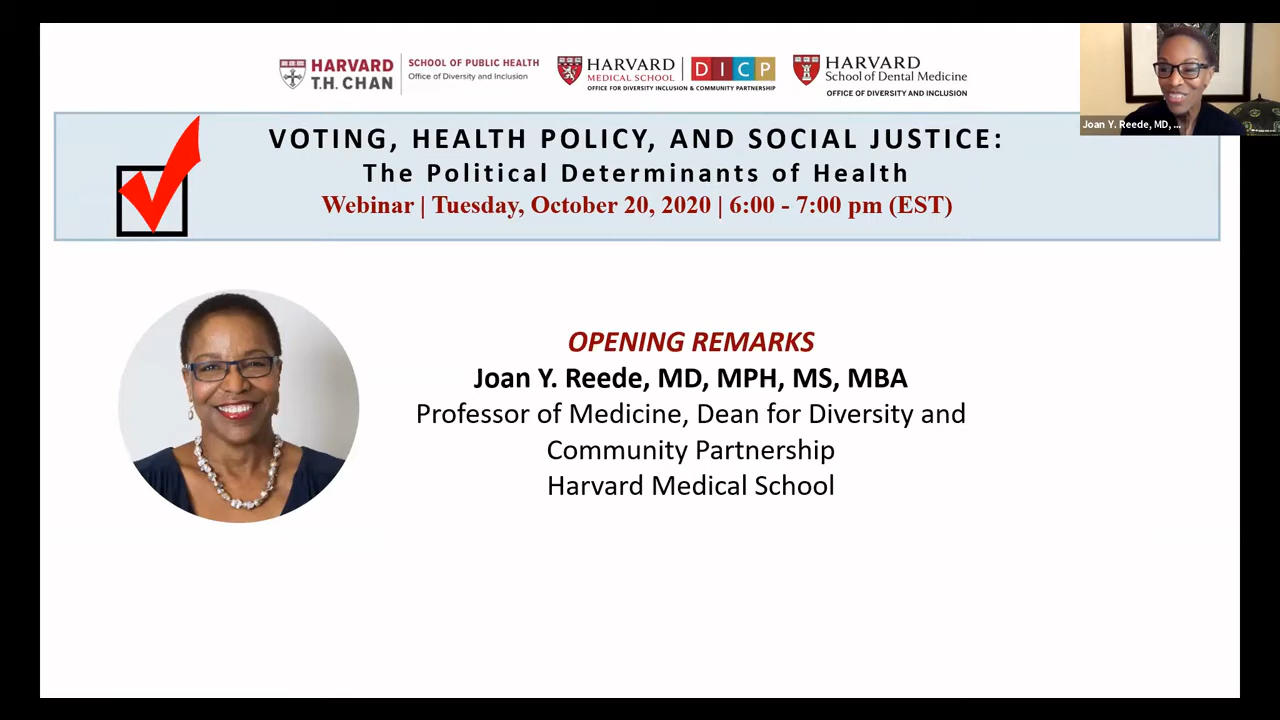 HARVARD
T.H. CHAN
SCHOOL OF PUBLIC HEALTH
Office of Diversity and Inclusion
HARVARD
MEDICAL SCHOOL
DICP
OFFICE FOR DIVERSITY INCLUSION & COMMUNITY PARTNERSHIP
HARVARD
School of Dental Medicine
OFFICE OF DIVERSITY AND INCLUSION
Joan Y. Reede, MD, ...
VOTING, HEALTH POLICY, AND SOCIAL JUSTICE:
The Political Determinants of Health
Webinar | Tuesday, October 20, 2020 | 6:00 - 7:00 pm (EST)
OPENING REMARKS
Joan Y. Reede, MD, MPH, MS, MBA
Professor of Medicine, Dean for Diversity and
Community Partnership
Harvard Medical School